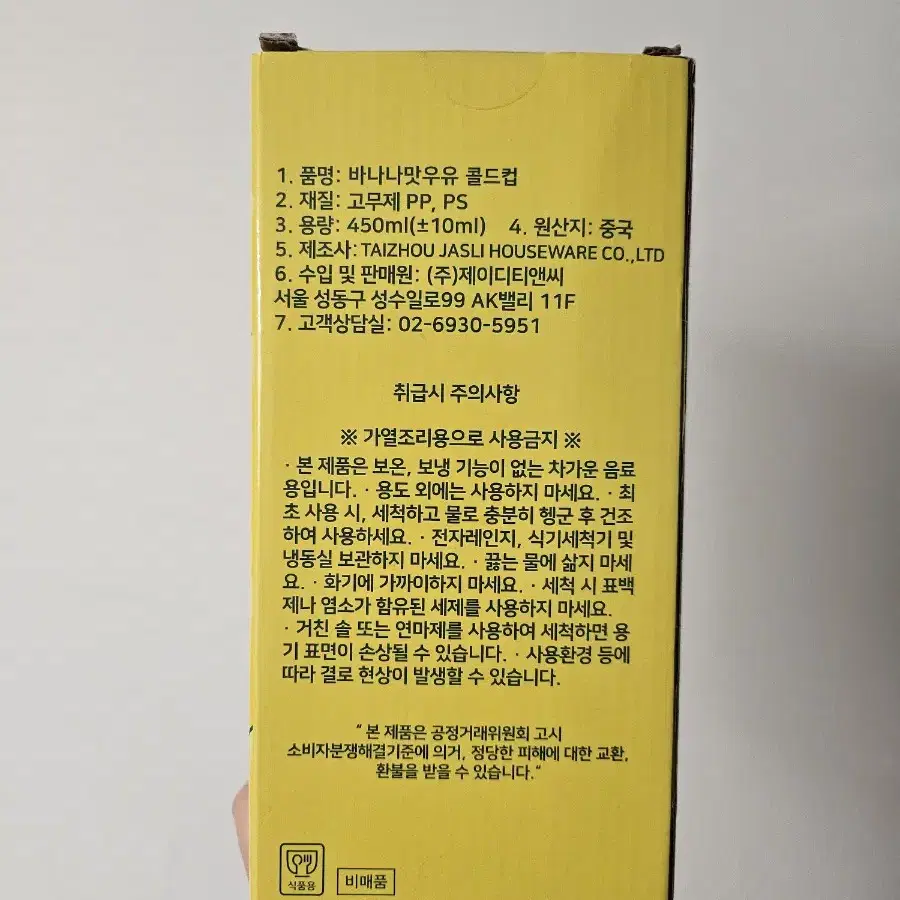 1. 품명: 바나나맛우유 콜드컵
2. 재질: 고무제 PP, PS
3. 용량: 450ml(±10ml) 4. 원산지: 중국
5. 제조사: TAIZHOU JASLI HOUSEWARE CO.,LTD
6. 수입 및 판매원: (주)제이디티앤씨
서울 성동구 성수일로99 AK밸리 11F
7. 고객상담실: 02-6930-5951
취급시 주의사항
※ 가열조리용으로 사용금지 ※
· 본 제품은 보온, 보냉 기능이 없는 차가운 음료
용입니다. · 용도 외에는 사용하지 마세요. · 최
초 사용 시, 세척하고 물로 충분히 헹군 후 건조
하여 사용하세요. · 전자레인지, 식기세척기 및
냉동실 보관하지 마세요. · 끓는 물에 삶지 마세
요. · 화기에 가까이하지 마세요. · 세척 시 표백
제나 염소가 함유된 세제를 사용하지 마세요.
· 거친 솔 또는 연마제를 사용하여 세척하면 용
기 표면이 손상될 수 있습니다. · 사용환경 등에
따라 결로 현상이 발생할 수 있습니다.
“ 본 제품은 공정거래위원회 고시
소비자분쟁해결기준에 의거, 정당한 피해에 대한 교환,
환불을 받을 수 있습니다.“
식품용
비매품